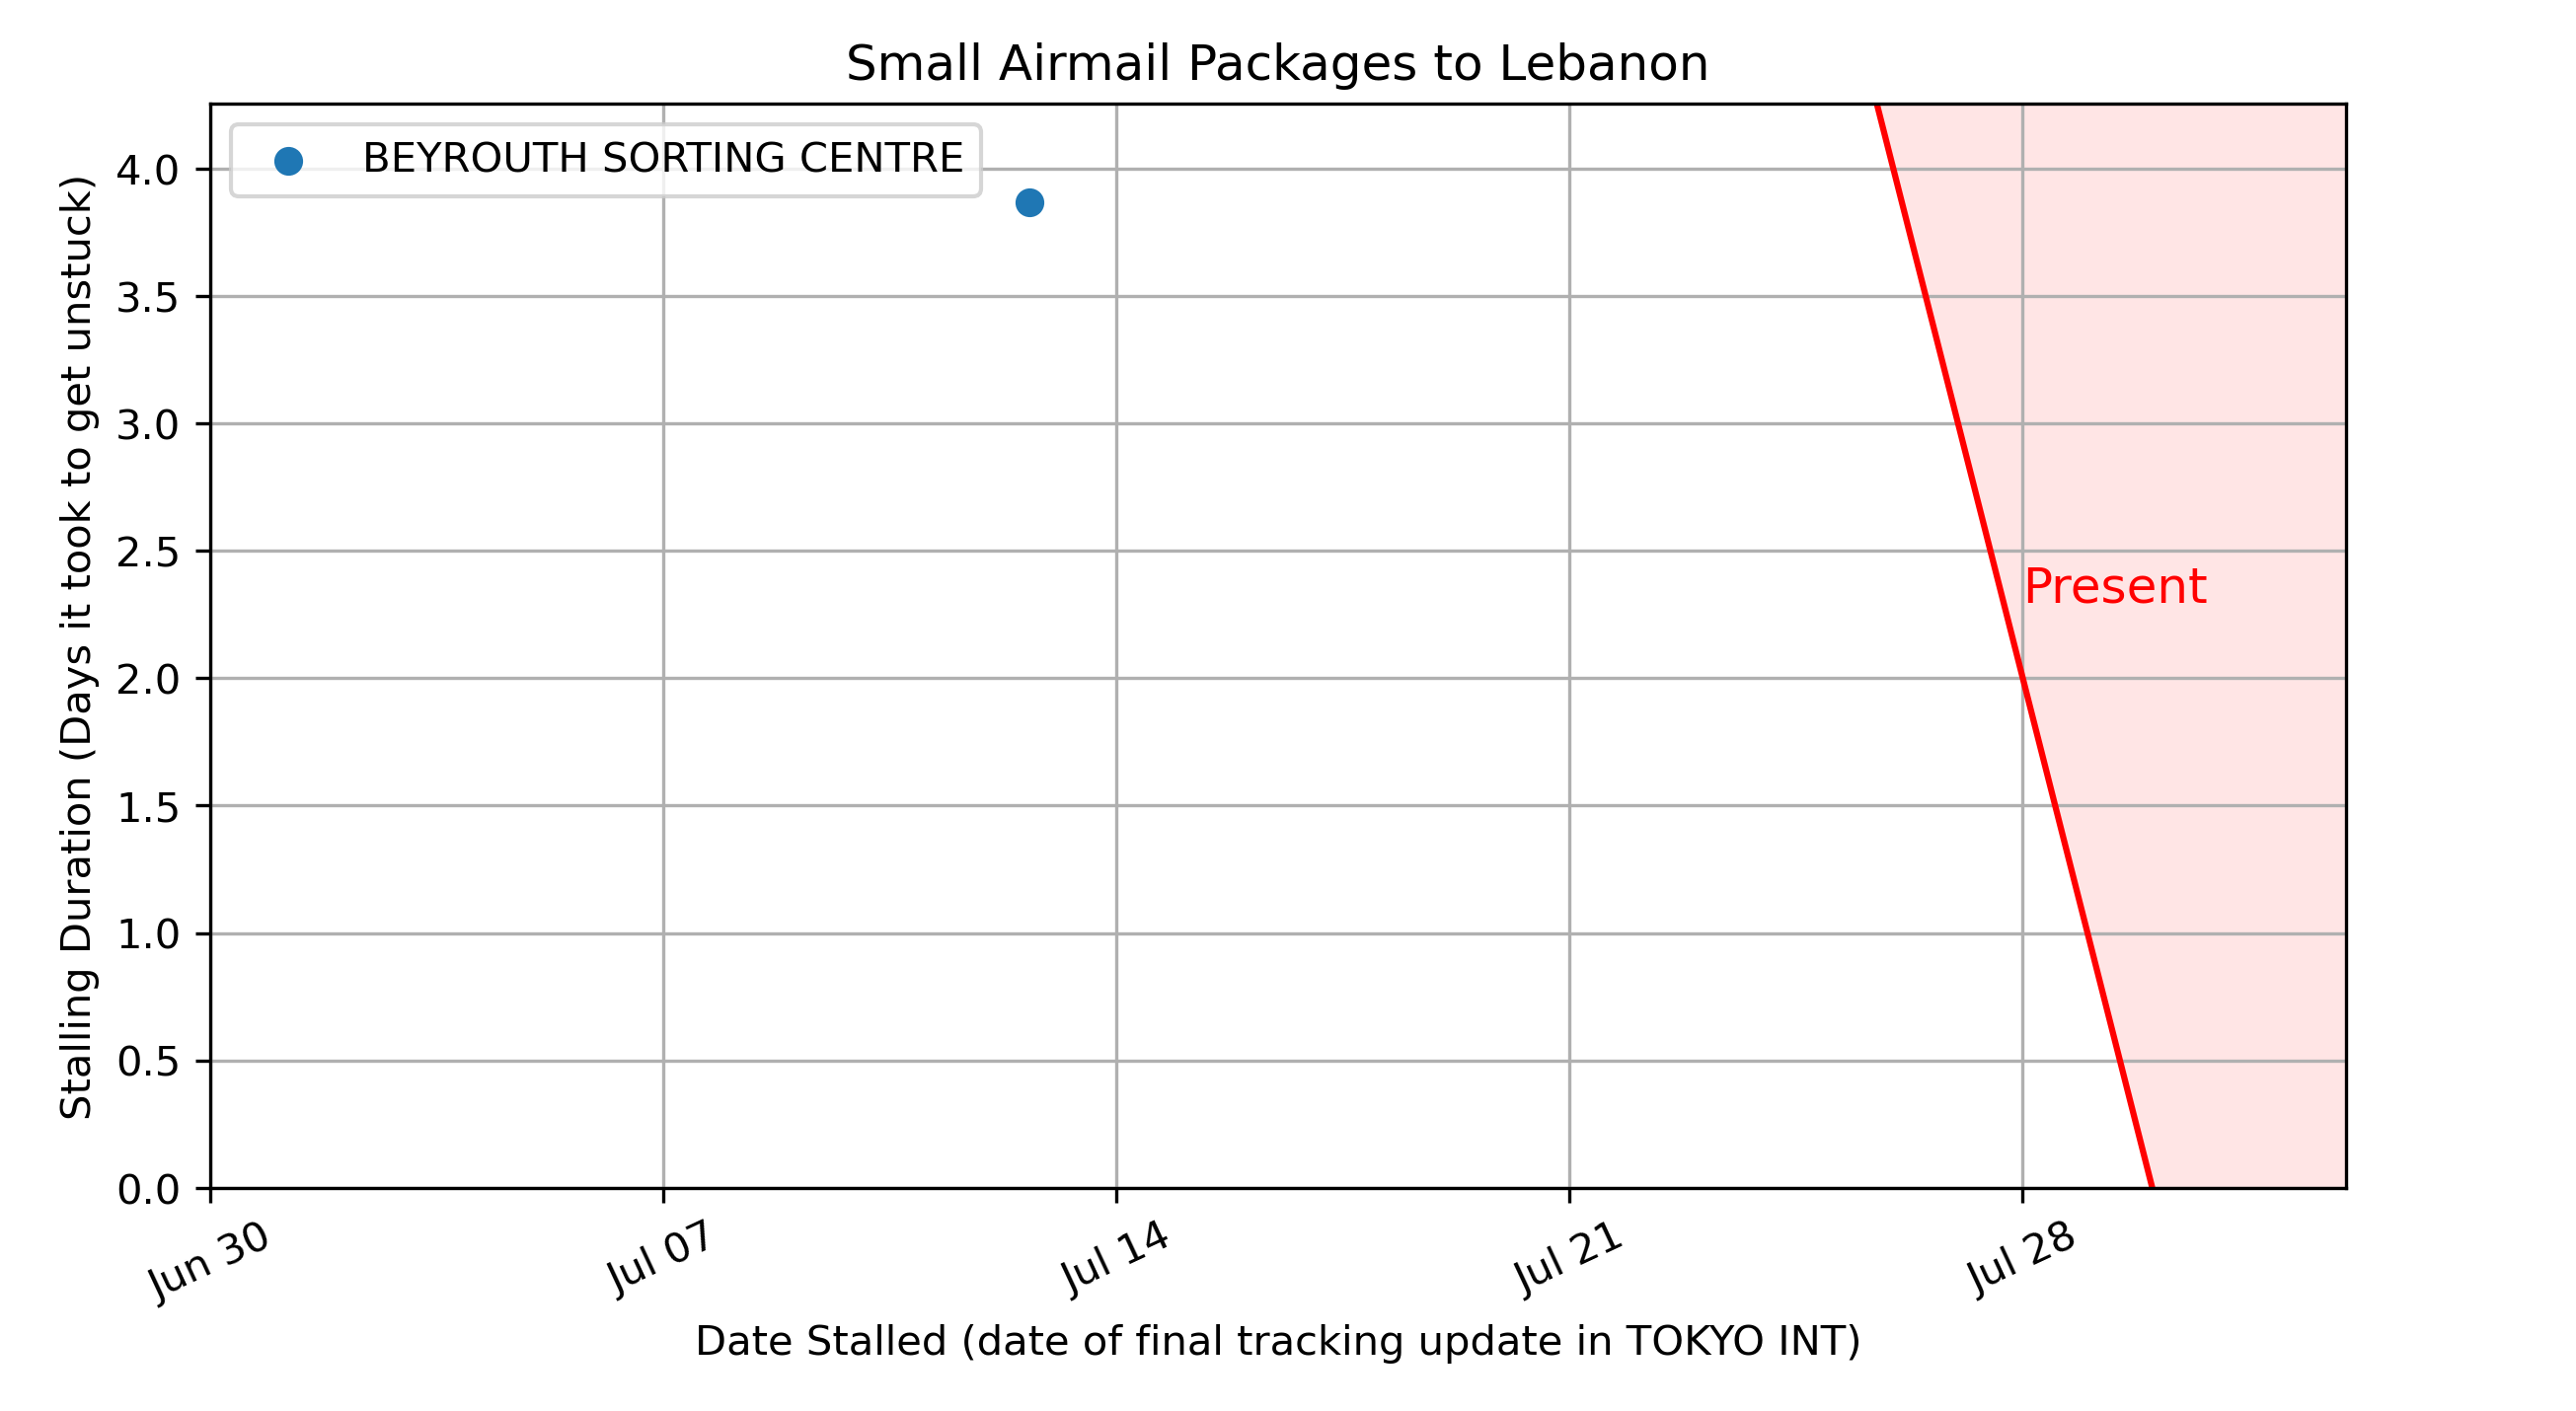 Small Airmail Packages to Lebanon
BEYROUTH SORTING CENTRE
Stalling Duration (Days it took to get unstuck)
4.0
3.5
3.0
2.5
2.0
1.5
1.0
0.5
0.0
Present
Jun 30
Jul 07
Jul 14
Jul 21
Jul 28
Date Stalled (date of final tracking update in TOKYO INT)